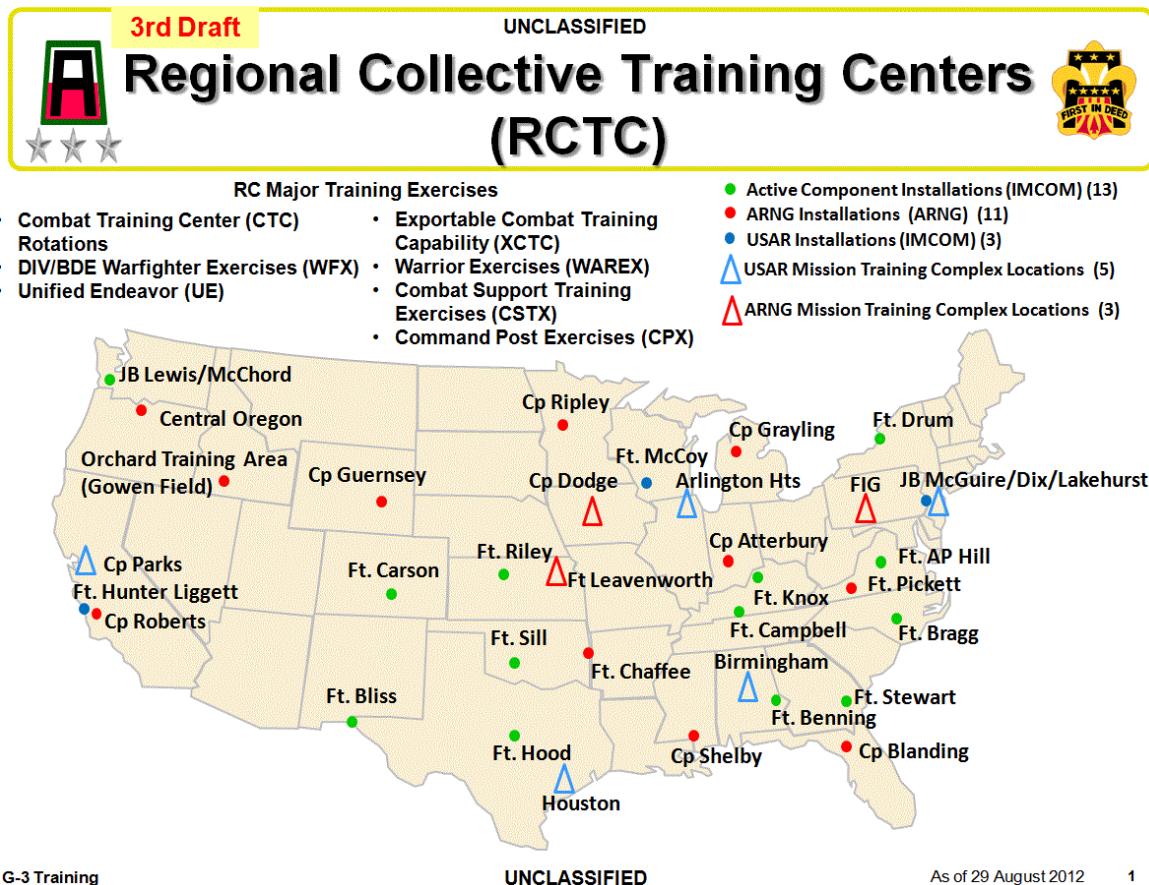 3rd Draft
UNCLASSIFIED
Regional Collective Training Centers
(RCTC)
FIRST IN DEED
RC Major Training Exercises
• Combat Training Center (CTC)
Rotations
• DIV/BDE Warfighter Exercises (WFX)
• Unified Endeavor (UE)
• Exportable Combat Training
Capability (XCTC)
• Warrior Exercises (WAREX)
• Combat Support Training
Exercises (CSTX)
• Command Post Exercises (CPX)
Active Component Installations (IMCOM) (13)
ARNG Installations (ARNG) (11)
USAR Installations (IMCOM) (3)
USAR Mission Training Complex Locations (5)
ARNG Mission Training Complex Locations (3)
JB Lewis/McChord
Central Oregon
Orchard Training Area
(Gowen Field)
Cp Guernsey
Cp Ripley
Cp Grayling
Ft. Drum
Ft. McCoy
Cp Dodge
Arlington Hts
FIG
JB McGuire/Dix/Lakehurst
Cp Atterbury
Ft. Riley
Ft. AP Hill
Cp Parks
Ft. Carson
Ft Leavenworth
Ft. Pickett
Ft. Hunter Liggett
Ft. Knox
Cp Roberts
Ft. Campbell
Ft. Bragg
Ft. Sill
Ft. Chaffee
Birmingham
Ft. Bliss
Ft. Stewart
Ft. Benning
Ft. Hood
Cp Shelby
Cp Blanding
Houston
G-3 Training
UNCLASSIFIED
As of 29 August 2012
1